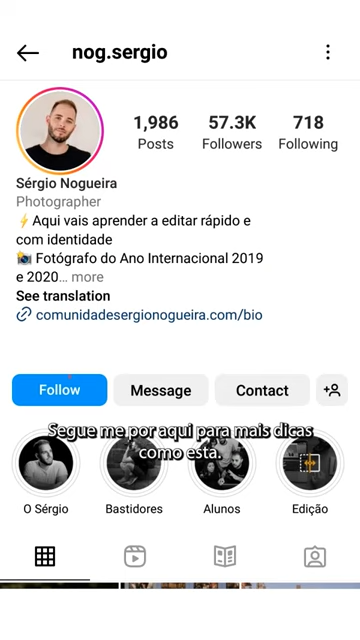 nog.sergio
1,986 57.3K 718
Posts Followers Following
Sérgio Nogueira
Photographer
⚡Aqui vais aprender a editar rápido e
com identidade
📸 Fotógrafo do Ano Internacional 2019
e 2020... more
See translation
comunidadesergionogueira.com/bio
Follow Message Contact
Segue me por aqui para mais dicas
como esta.
O Sérgio Bastidores Alunos Edição